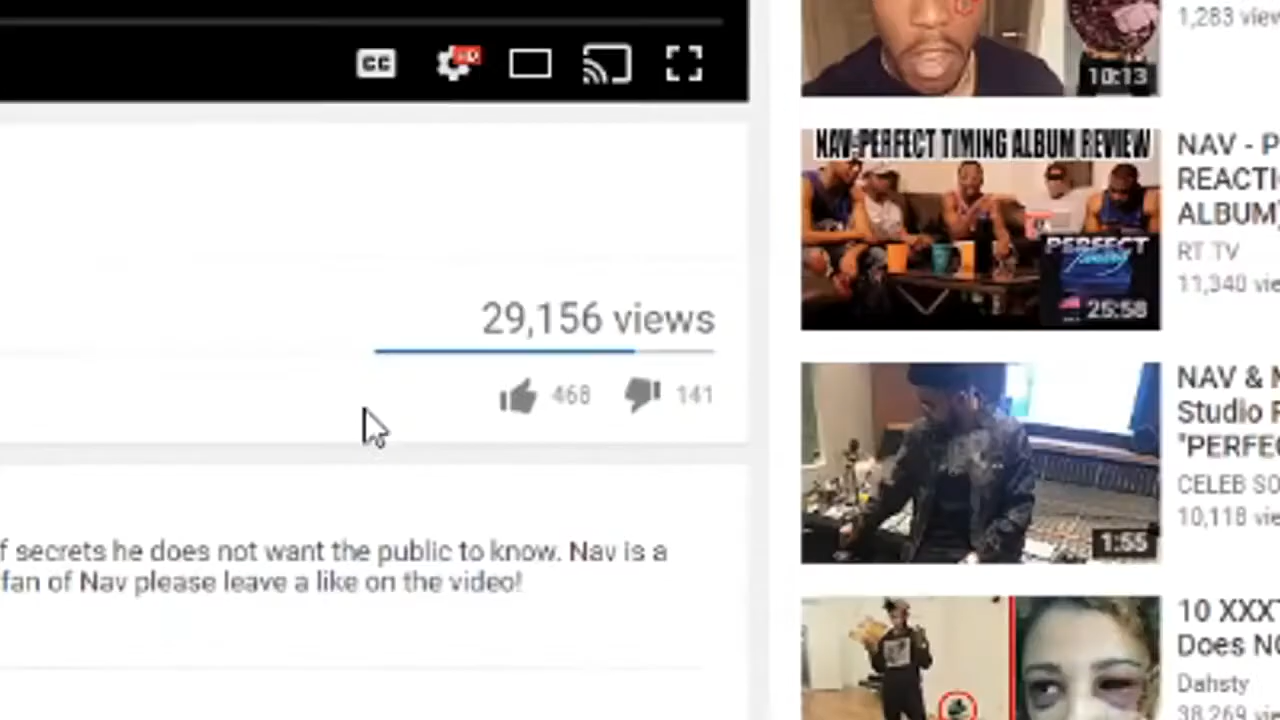 CC
HD
29,156 views
468
141
f secrets he does not want the public to know. Nav is a
fan of Nav please leave a like on the video!
1,283 view
10:13
NAV-PERFECT TIMING ALBUM REVIEW
PERFECT
Timing
25:58
NAV - P
REACTI
ALBUM)
RT TV
11,340 vie
1:55
NAV & M
Studio F
"PERFEC
CELEB SO
10,118 vie
10 XXXT
Does NO
Dahsty
38,269 vie